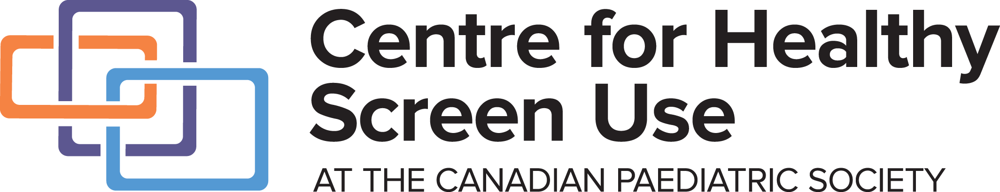 Centre for Healthy
Screen Use
AT THE CANADIAN PAEDIATRIC SOCIETY